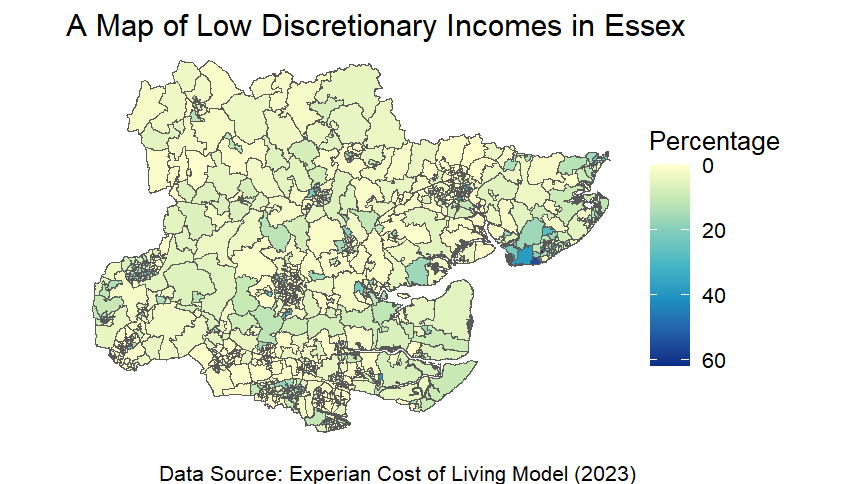 A Map of Low Discretionary Incomes in Essex
Percentage
0
20
40
60
Data Source: Experian Cost of Living Model (2023)